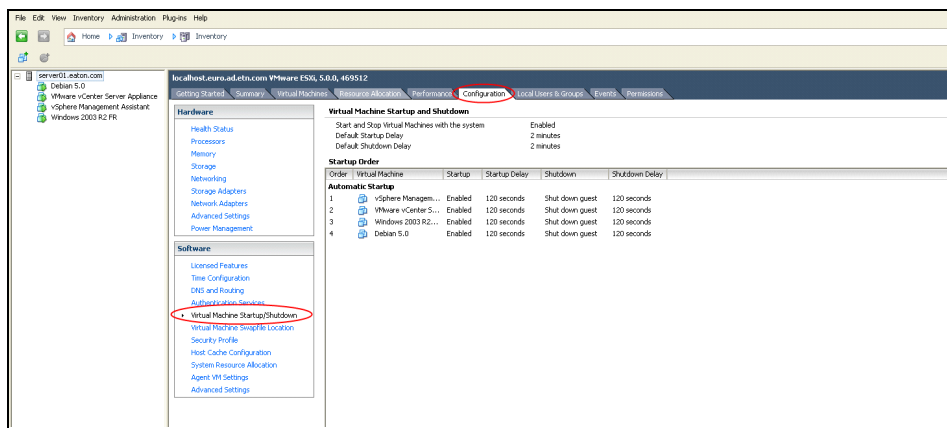 File Edit View Inventory Administration Plug-ins Help
Home Inventory Inventory
server01.eaton.com
Debian 5.0
VMware vCenter Server Appliance
vSphere Management Assistant
Windows 2003 R2 FR
localhost.euro.ad.etn.com VMware ESXi, 5.0.0, 469512
Getting Started Summary Virtual Machines Resource Allocation Performance Configuration Local Users & Groups Events Permissions
Hardware
Health Status
Processors
Memory
Storage
Networking
Storage Adapters
Network Adapters
Advanced Settings
Power Management
Software
Licensed Features
Time Configuration
DNS and Routing
Authentication Services
Virtual Machine Startup/Shutdown
Virtual Machine Swapfile Location
Security Profile
Host Cache Configuration
System Resource Allocation
Agent VM Settings
Advanced Settings
Virtual Machine Startup and Shutdown
Start and Stop Virtual Machines with the system Enabled
Default Startup Delay 2 minutes
Default Shutdown Delay 2 minutes
Startup Order
Order Virtual Machine Startup Startup Delay Shutdown Shutdown Delay
Automatic Startup
1 vSphere Managem... Enabled 120 seconds Shut down guest 120 seconds
2 VMware vCenter S... Enabled 120 seconds Shut down guest 120 seconds
3 Windows 2003 R2... Enabled 120 seconds Shut down guest 120 seconds
4 Debian 5.0 Enabled 120 seconds Shut down guest 120 seconds